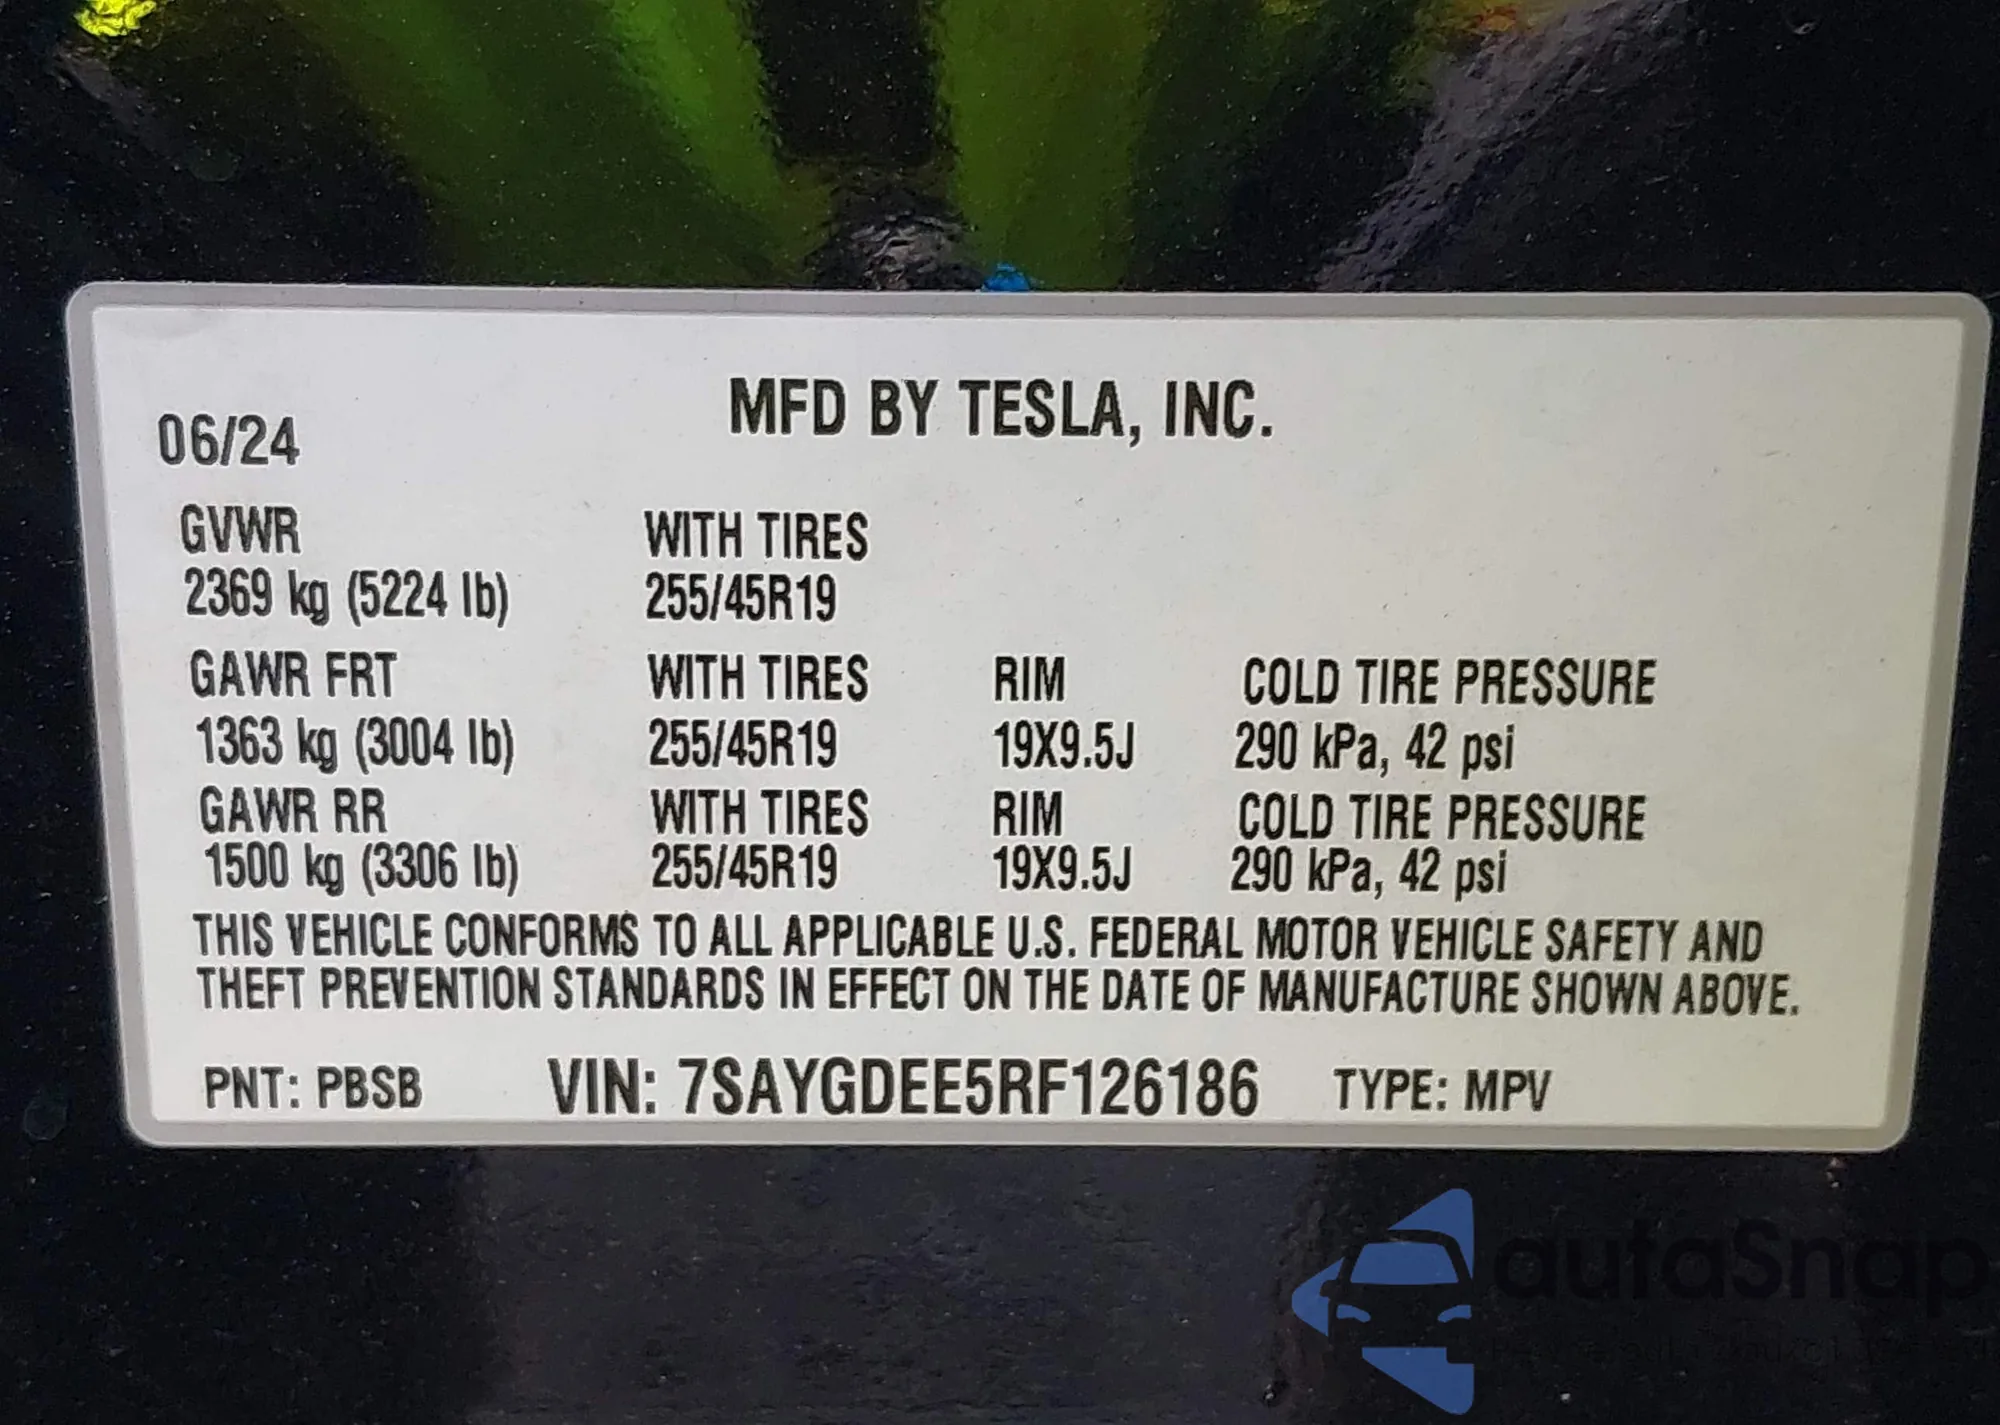 MFD BY TESLA, INC.
06/24
GVWR WITH TIRES
2369 kg (5224 lb) 255/45R19
GAWR FRT WITH TIRES RIM COLD TIRE PRESSURE
1363 kg (3004 lb) 255/45R19 19X9.5J 290 kPa, 42 psi
GAWR RR WITH TIRES RIM COLD TIRE PRESSURE
1500 kg (3306 lb) 255/45R19 19X9.5J 290 kPa, 42 psi
THIS VEHICLE CONFORMS TO ALL APPLICABLE U.S. FEDERAL MOTOR VEHICLE SAFETY AND
THEFT PREVENTION STANDARDS IN EFFECT ON THE DATE OF MANUFACTURE SHOWN ABOVE.
PNT: PBSB VIN: 7SAYGDEE5RF126186 TYPE: MPV
autaSnap